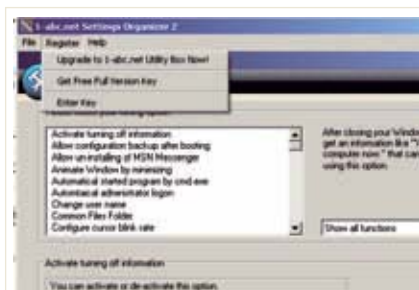 1-abc.net Settings Organizer 2
File Register Help
Upgrade to 1-abc.net Utility Box Now!
Get Free Full Version Key
Enter Key
Activate turning off information
Allow configuration backup after booting
Allow un-installing of MSN Messenger
Animate Window by minimizing
Automatical started program by cmd.exe
Automatical administrator logon
Change user name
Common Files Folder
Configure cursor blink rate
After closing your Window
get an information like "
computer now." that can
using this option.
Show all functions
Activate turning off information
You can activate or de-activate this option.